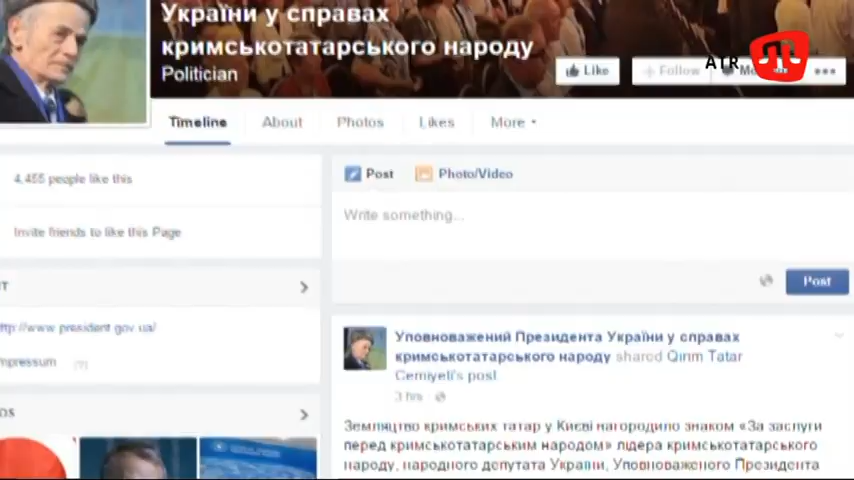 України у справах
кримськотатарського народу
Politician
Like
Follow
ATR
Timeline
About
Photos
Likes
More
4,455 people like this
Invite friends to like this Page
Post
Photo/Video
Write something...
Post
http://www.president.gov.ua/
Impressum
Уповноважений Президента України у справах
кримськотатарського народу shared Qırım Tatar
Cemiyeti's post
3 hrs
Земляцтво кримських татар у Києві нагородило знаком «За заслуги
перед кримськотатарським народом» лідера кримськотатарського
народу, народного депутата України, Уповноваженого Президента